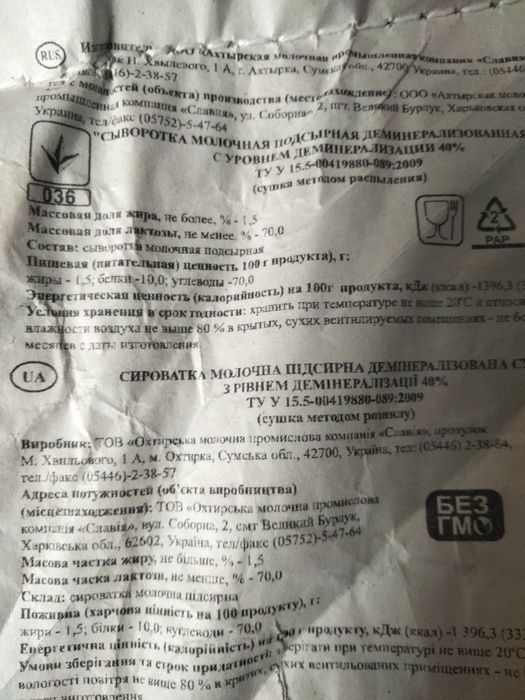 RUS
Изготовитель: ООО «Ахтырская молочная промышленная компания «Славия
Н. Хвылевого, 1 А, г. Ахтырка, Сумская обл., 42700, Украина, тел.: (05446
2-38-57
мощностей (объекта) производства (местонахождение): ООО «Ахтырская моло
промышленная компания «Славия», ул. Соборна 2, пгт. Великий Бурлук, Харьковская
Украина, тел/факс (05752)-5-47-64
"СЫВОРОТКА МОЛОЧНАЯ ПОДСЫРНАЯ ДЕМИНЕРАЛИЗОВАННАЯ
С УРОВНЕМ ДЕМИНЕРАЛИЗАЦИИ 40%
ТУ У 15.5-00419880-089:2009
(сушка методом распыления)
036
Массовая доля жира, не более, % - 1,5
Массовая доля лактозы, не менее, % - 70,0
Состав: сыворотка молочная подсырная
Пищевая (питательная) ценность 100 г продукта), г:
жиры - 1,5; белки -10,0; углеводы -70,0
Энергетическая ценность (калорийность) на 100г продукта, кДж (ккал) -1396,3 (3
Условия хранения и срок годности: хранить при температуре не выше 20°С и относи
влажности воздуха не выше 80 % в крытых, сухих вентилируемых помещениях - не бо
месяцев с даты изготовления.
2
PAP
UA
СИРОВАТКА МОЛОЧНА ПІДСИРНА ДЕМІНЕРАЛІЗОВАНА СУ
З РІВНЕМ ДЕМІНЕРАЛІЗАЦІЇ 40%
ТУ У 15.5-00419880-089:2009
(сушка методом розпилу)
Виробник: ТОВ «Охтирська молочна промислова компанія «Славія», провулок
М. Хвильового, 1 А, м. Охтирка, Сумська обл., 42700, Україна, тел: (05446) 2-38-64,
тел./факс (05446)-2-38-57
Адреса потужностей (об'єкта виробництва)
(місцезнаходження): ТОВ «Охтирська молочна промислова
компанія «Славія», вул. Соборна, 2, смт Великий Бурлук,
Харківська обл., 62602, Україна, тел/факс (05752)-5-47-64
БЕЗ
ГМО
Масова частка жиру, не більше, % - 1,5
Масова часка лактози, не менше, % - 70,0
Склад: сироватка молочна підсирна
Поживна (харчова цінність на 100 продукту), г:
жири - 1,5; білки - 10,0; вуглеводи - 70,0
Енергетична цінність (калорійність) на 100 г продукту, кДж (ккал) -1 396,3 (333
Умови зберігання та строк придатності: зберігати при температурі не вище 20°С
вологості повітря не вище 80 % в критих, сухих вентильованих приміщеннях - не
дати виготовлення